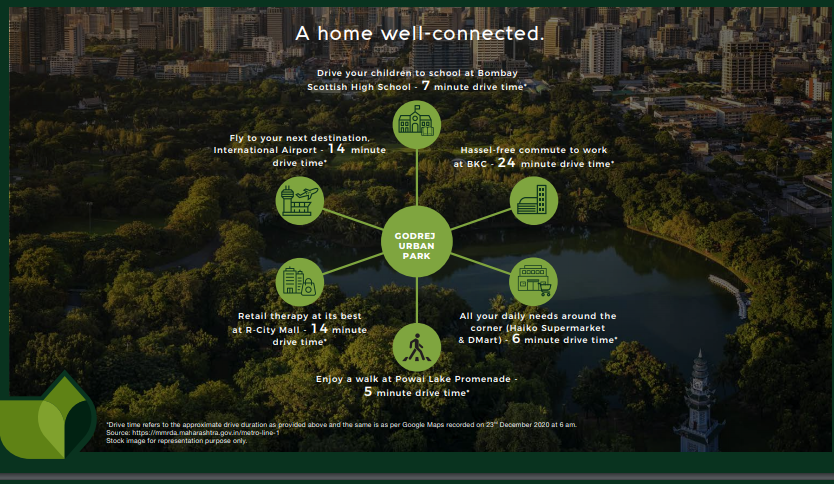 A home well-connected.
Drive your children to school at Bombay
Scottish High School - 7 minute drive time*
Fly to your next destination,
International Airport - 14 minute
drive time*
Hassel-free commute to work
at BKC - 24 minute drive time*
GODREJ
URBAN
PARK
Retail therapy at its best
at R-City Mall - 14 minute
drive time*
All your daily needs around the
corner (Haiko Supermarket
& DMart) - 6 minute drive time*
Enjoy a walk at Powai Lake Promenade -
5 minute drive time*
*Drive time refers to the approximate drive duration as provided above and the same is as per Google Maps recorded on 23rd December 2020 at 6 am.
Source: https://mmrda.maharashtra.gov.in/metro-line-1
Stock image for representation purpose only.